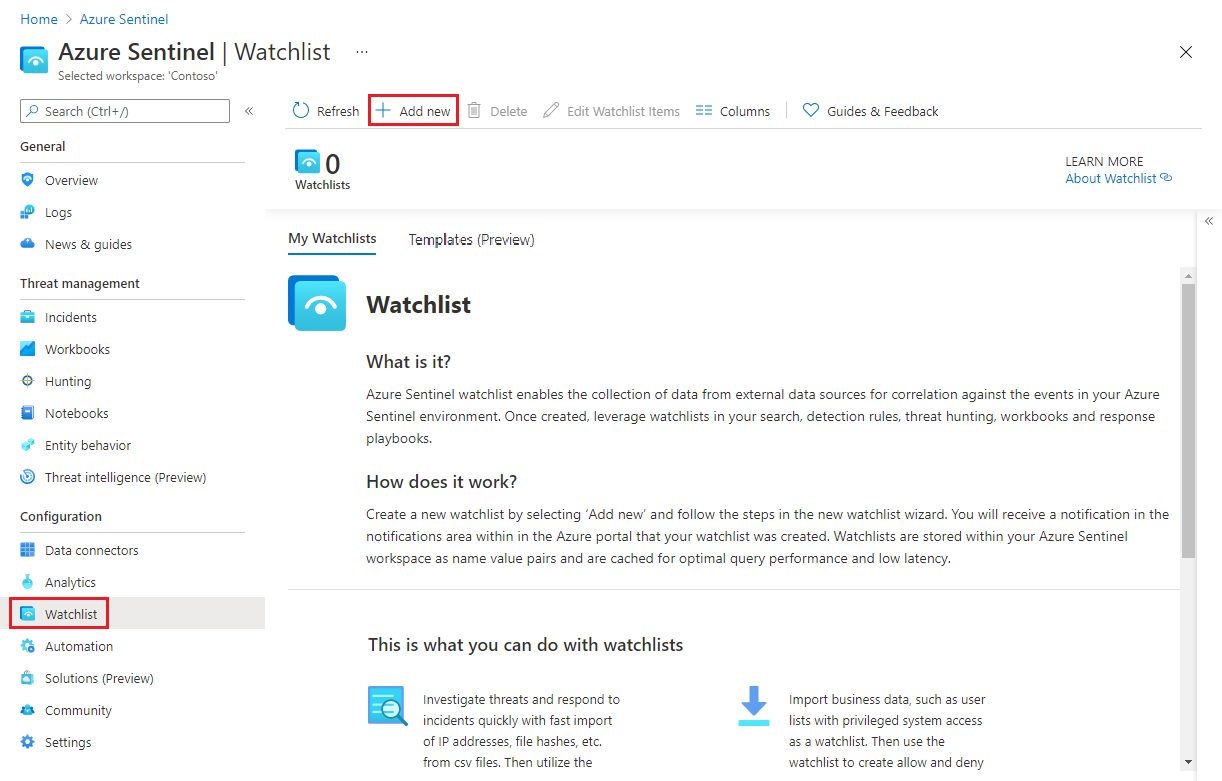 Home > Azure Sentinel
Azure Sentinel | Watchlist ...
Selected workspace: 'Contoso'
Search (Ctrl+/)
«
Refresh
Add new
Delete
Edit Watchlist Items
Columns
Guides & Feedback
General
Overview
Logs
News & guides
Threat management
Incidents
Workbooks
Hunting
Notebooks
Entity behavior
Threat intelligence (Preview)
Configuration
Data connectors
Analytics
Watchlist
Automation
Solutions (Preview)
Community
Settings
0
Watchlists
LEARN MORE
About Watchlist
«
My Watchlists
Templates (Preview)
Watchlist
What is it?
Azure Sentinel watchlist enables the collection of data from external data sources for correlation against the events in your Azure
Sentinel environment. Once created, leverage watchlists in your search, detection rules, threat hunting, workbooks and response
playbooks.
How does it work?
Create a new watchlist by selecting ‘Add new’ and follow the steps in the new watchlist wizard. You will receive a notification in the
notifications area within in the Azure portal that your watchlist was created. Watchlists are stored within your Azure Sentinel
workspace as name value pairs and are cached for optimal query performance and low latency.
This is what you can do with watchlists
Investigate threats and respond to
incidents quickly with fast import
of IP addresses, file hashes, etc.
from csv files. Then utilize the
Import business data, such as user
lists with privileged system access
as a watchlist. Then use the
watchlist to create allow and deny